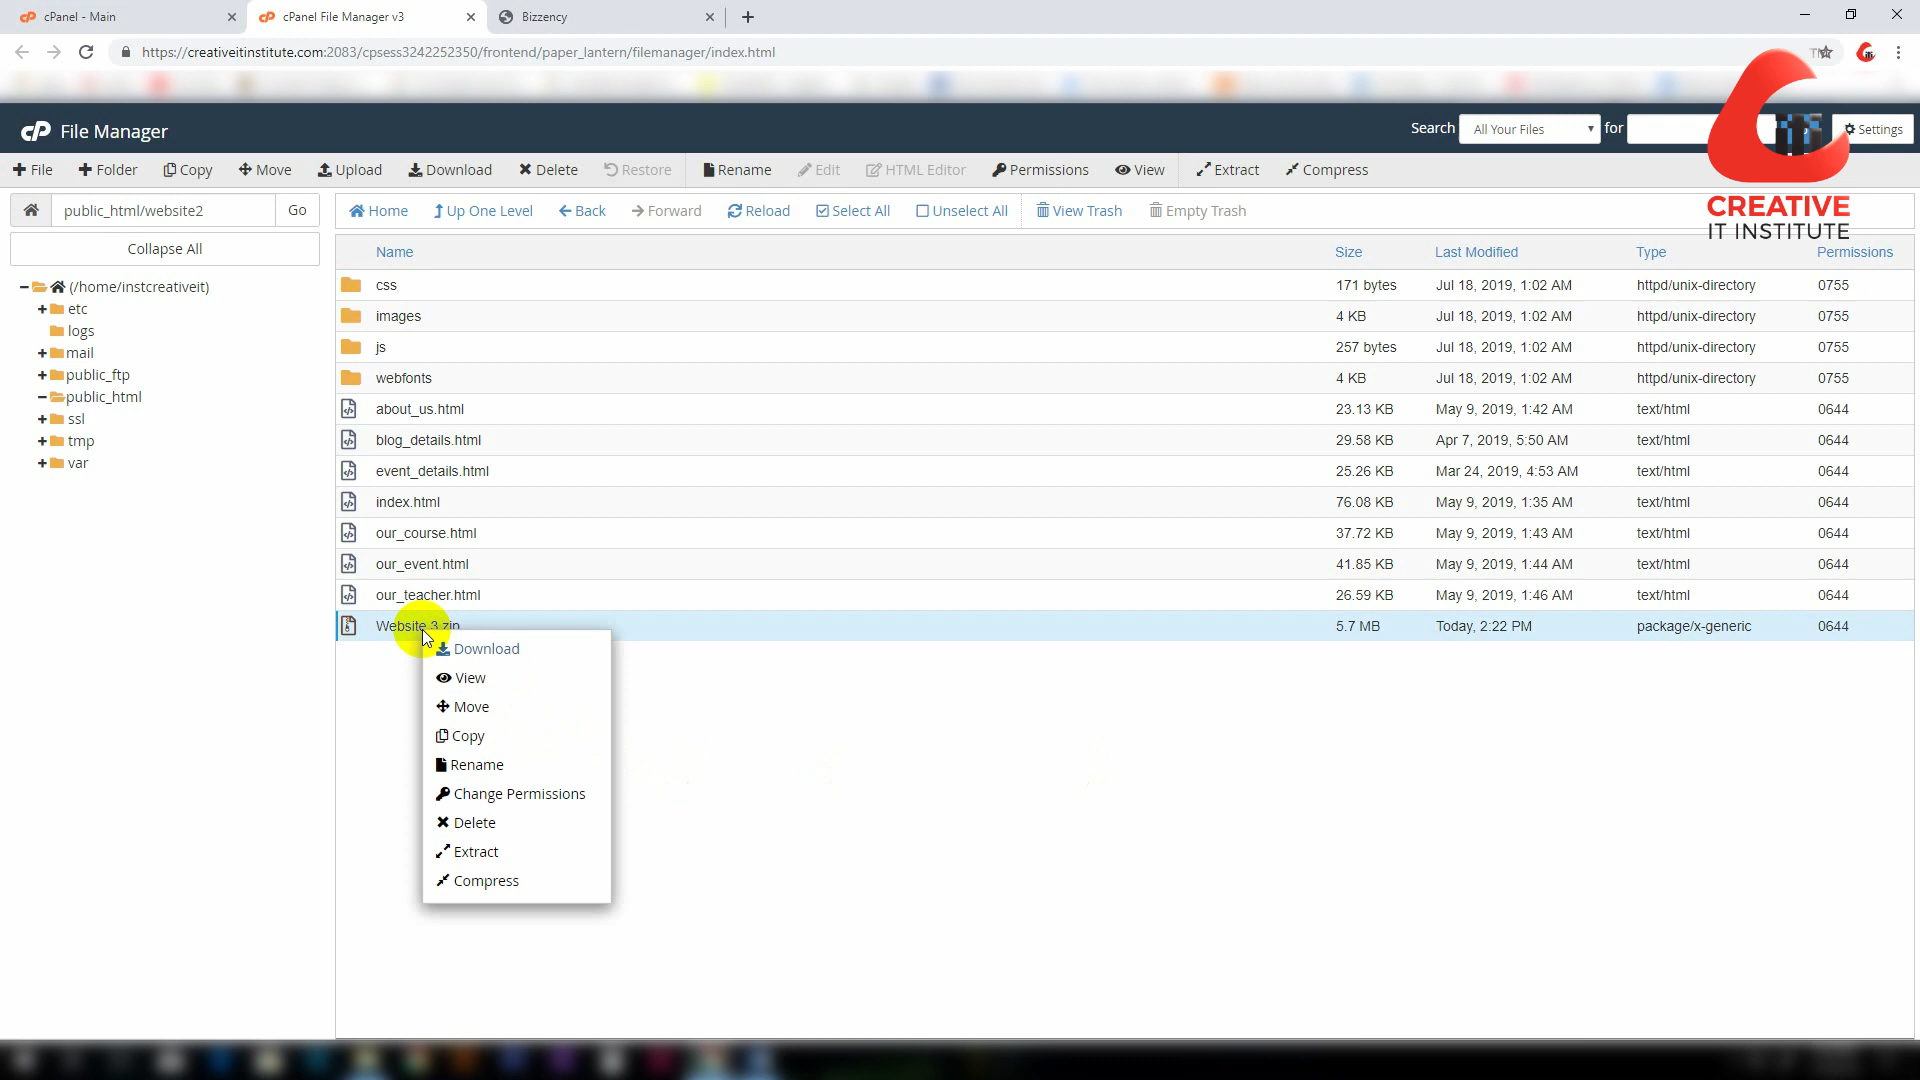 cPanel - Main
cPanel File Manager v3
Bizzency
https://creativeitinstitute.com:2083/cpsess3242252350/frontend/paper_lantern/filemanager/index.html
cP File Manager
Search
All Your Files
for
Settings
File
Folder
Copy
Move
Upload
Download
Delete
Restore
Rename
Edit
HTML Editor
Permissions
View
Extract
Compress
CREATIVE
IT INSTITUTE
public_html/website2
Go
Home
Up One Level
Back
Forward
Reload
Select All
Unselect All
View Trash
Empty Trash
Collapse All
(/home/instcreativeit)
etc
logs
mail
public_ftp
public_html
ssl
tmp
var
Name Size Last Modified Type Permissions
css 171 bytes Jul 18, 2019, 1:02 AM httpd/unix-directory 0755
images 4 KB Jul 18, 2019, 1:02 AM httpd/unix-directory 0755
js 257 bytes Jul 18, 2019, 1:02 AM httpd/unix-directory 0755
webfonts 4 KB Jul 18, 2019, 1:02 AM httpd/unix-directory 0755
about_us.html 23.13 KB May 9, 2019, 1:42 AM text/html 0644
blog_details.html 29.58 KB Apr 7, 2019, 5:50 AM text/html 0644
event_details.html 25.26 KB Mar 24, 2019, 4:53 AM text/html 0644
index.html 76.08 KB May 9, 2019, 1:35 AM text/html 0644
our_course.html 37.72 KB May 9, 2019, 1:43 AM text/html 0644
our_event.html 41.85 KB May 9, 2019, 1:44 AM text/html 0644
our_teacher.html 26.59 KB May 9, 2019, 1:46 AM text/html 0644
Website 3.zip 5.7 MB Today, 2:22 PM package/x-generic 0644
Download
View
Move
Copy
Rename
Change Permissions
Delete
Extract
Compress